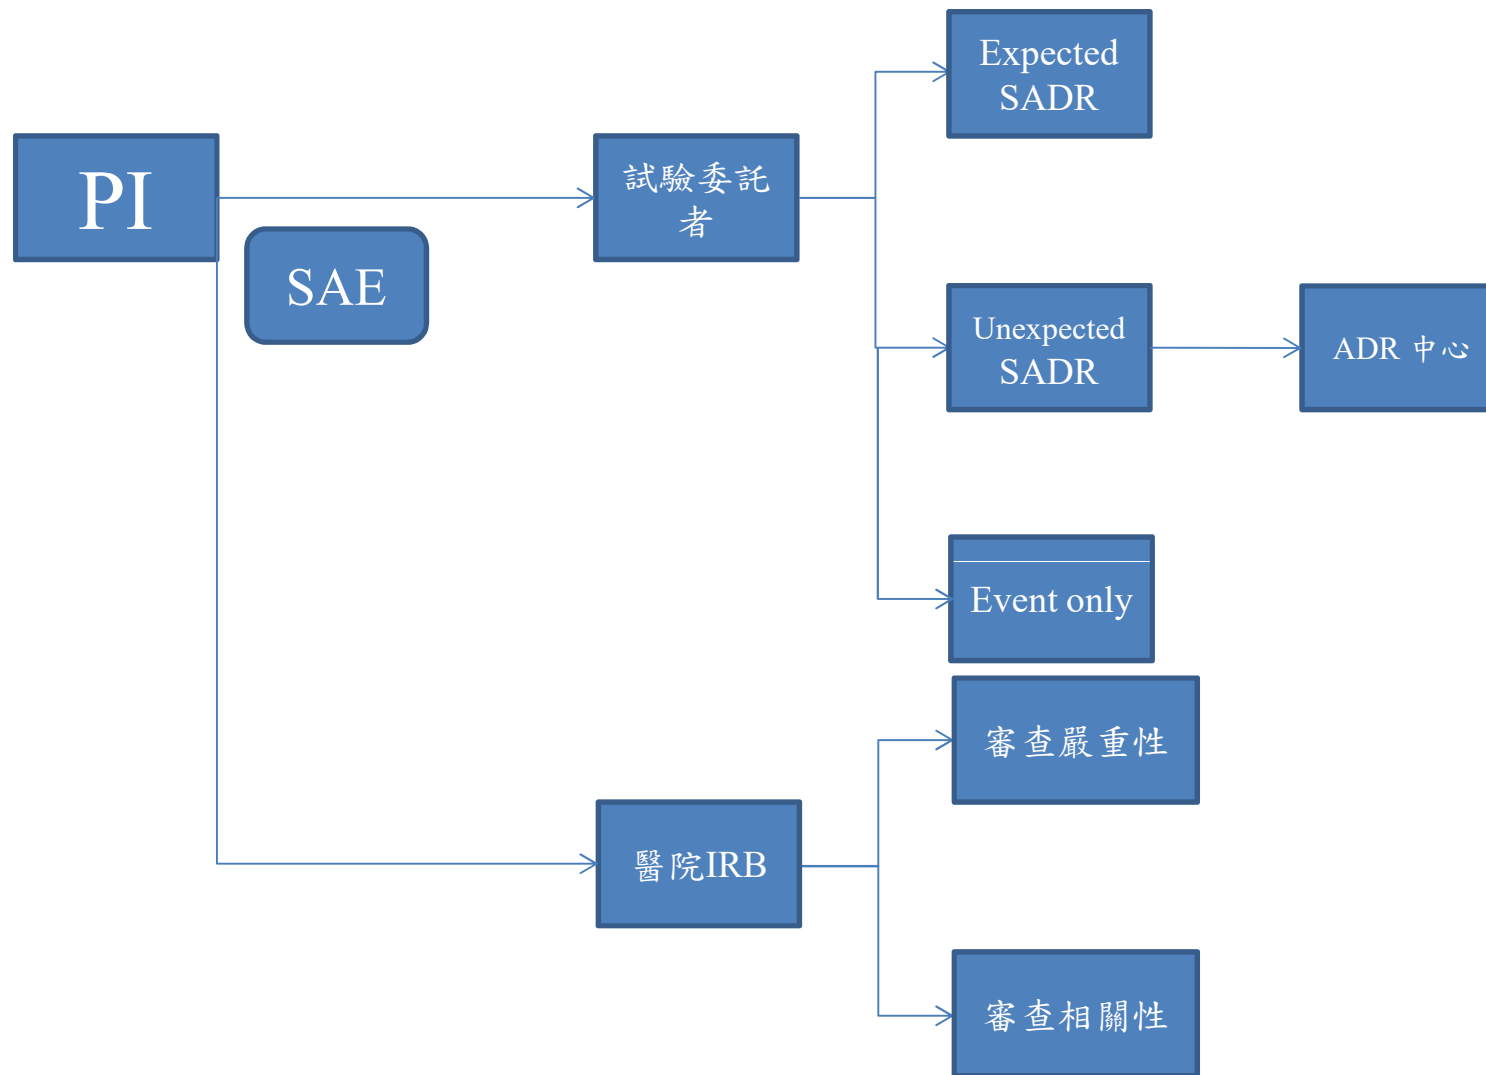 PI
SAE
試驗委託
者
Expected
SADR
Unexpected
SADR
ADR 中心
Event only
醫院IRB
審查嚴重性
審查相關性